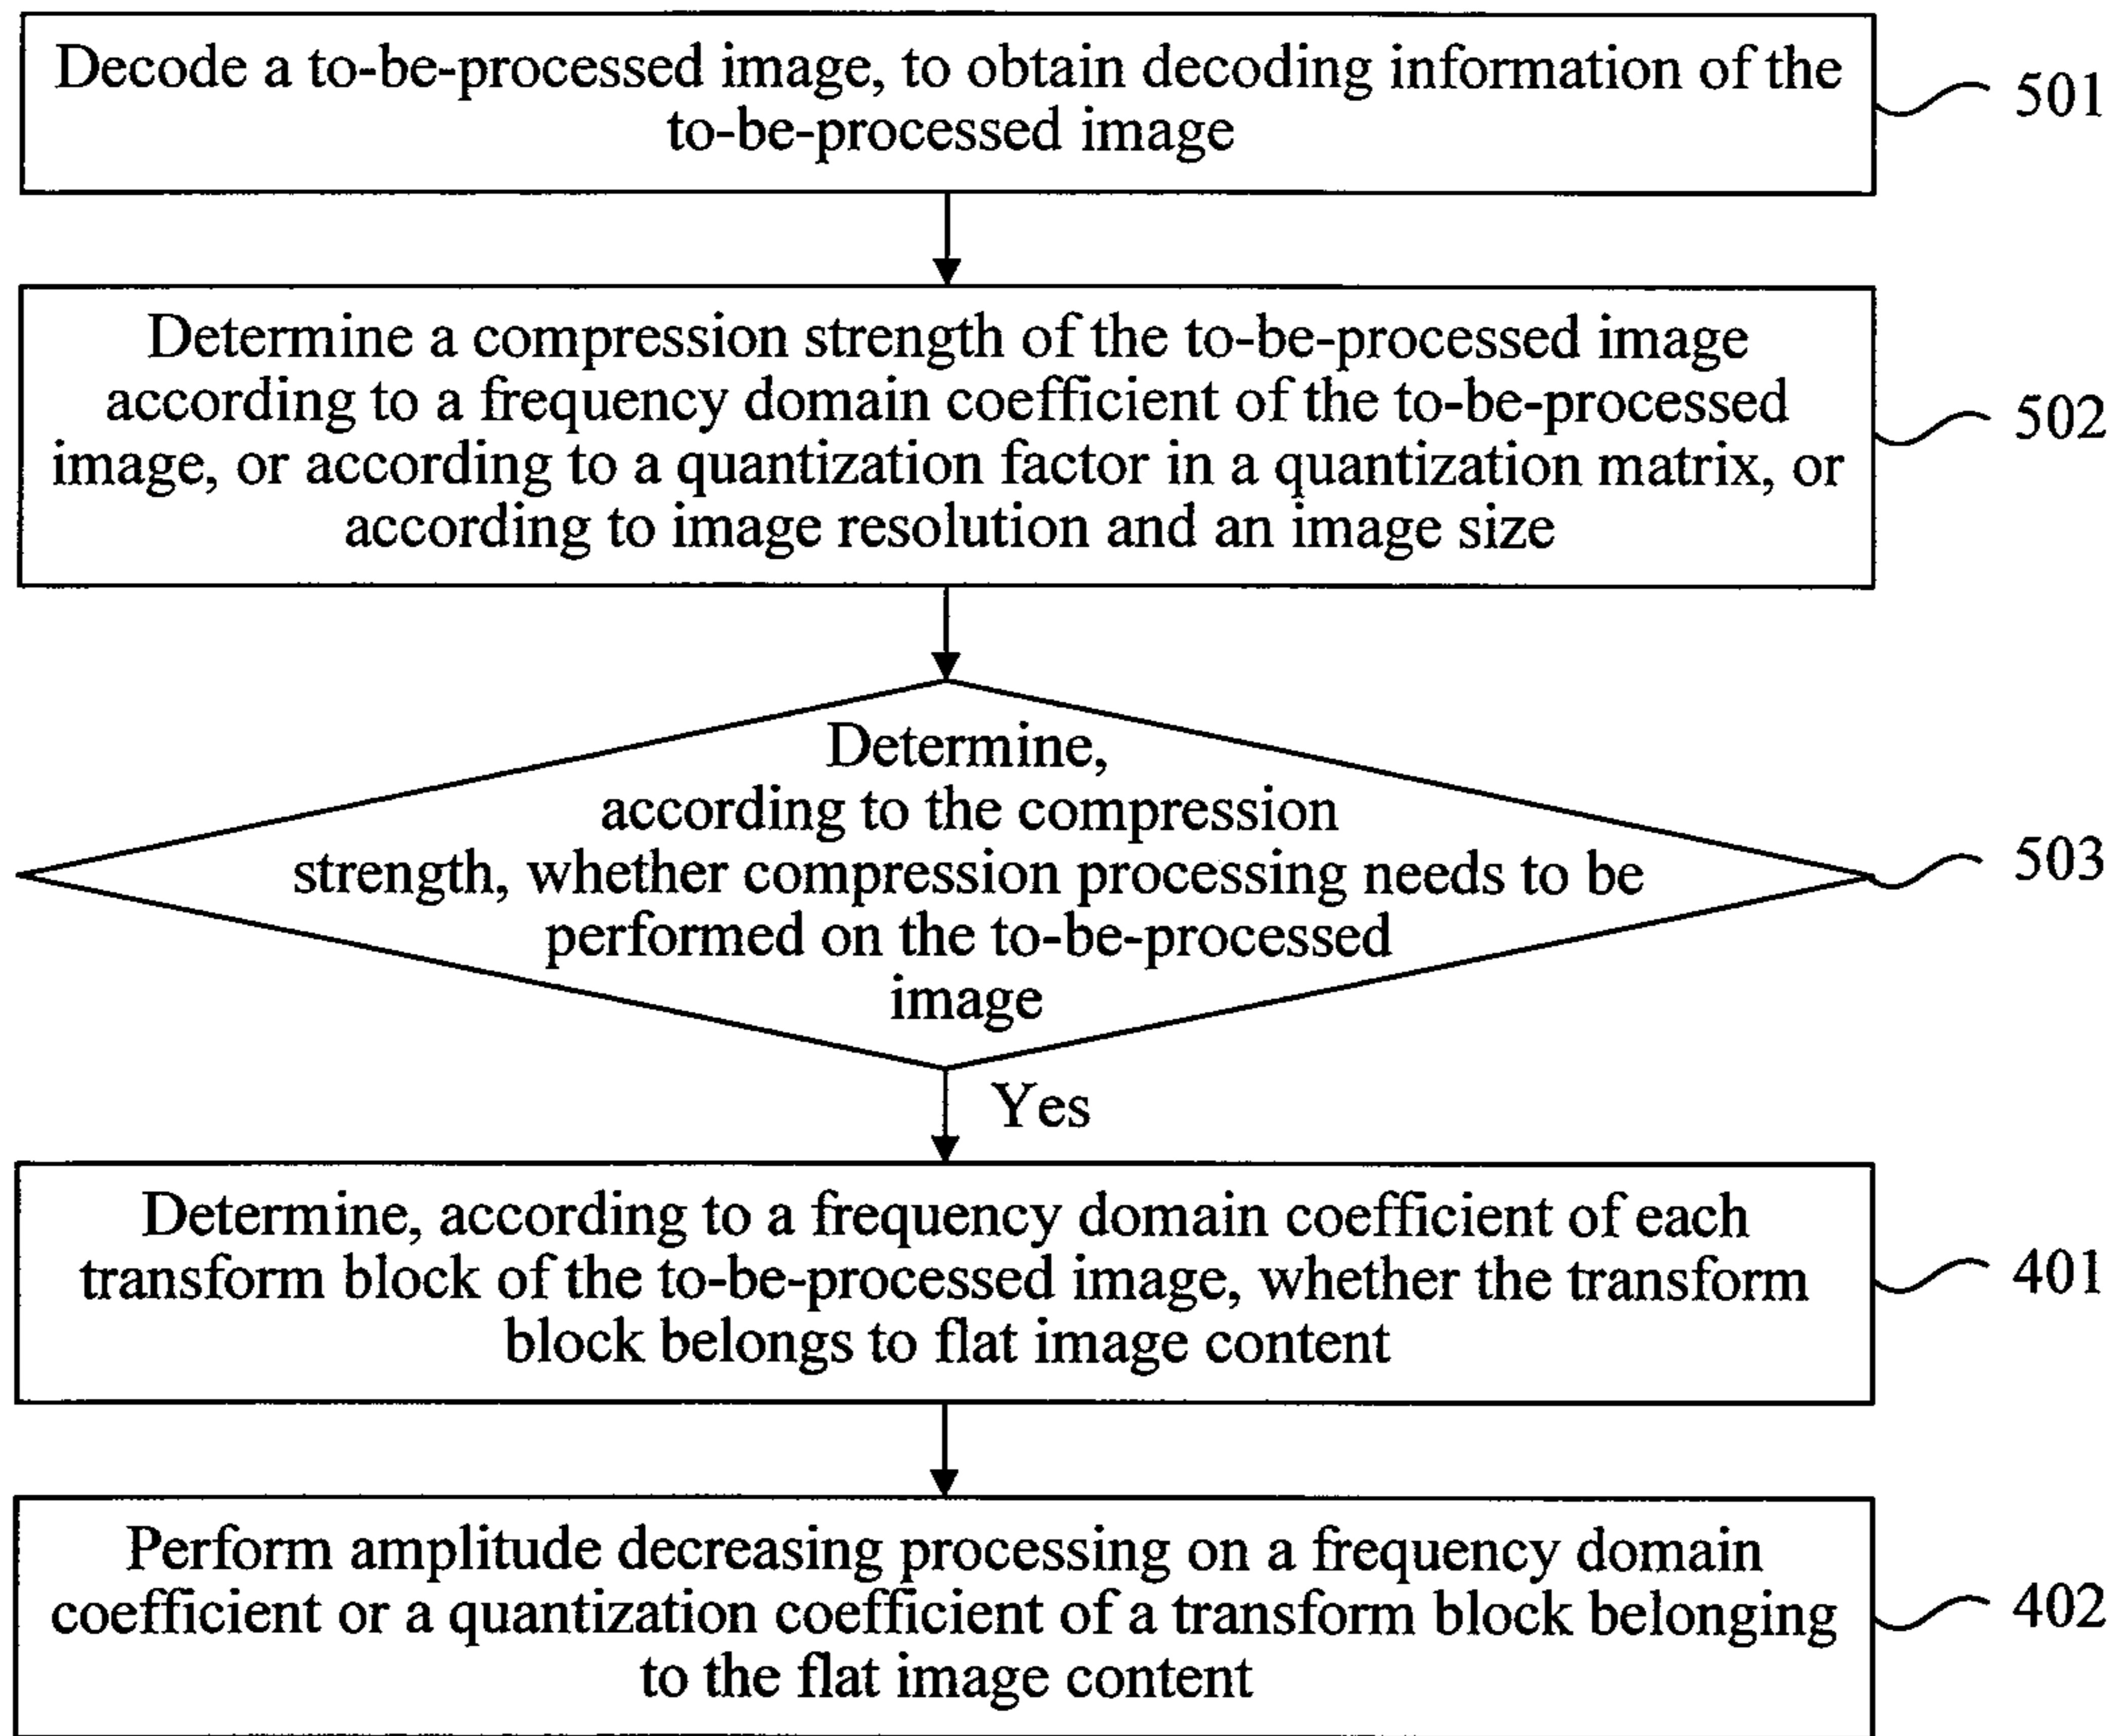 Decode a to-be-processed image, to obtain decoding information of the
to-be-processed image
501
Determine a compression strength of the to-be-processed image
according to a frequency domain coefficient of the to-be-processed
image, or according to a quantization factor in a quantization matrix, or
according to image resolution and an image size
502
Determine,
according to the compression
strength, whether compression processing needs to be
performed on the to-be-processed
image
503
Yes
Determine, according to a frequency domain coefficient of each
transform block of the to-be-processed image, whether the transform
block belongs to flat image content
401
Perform amplitude decreasing processing on a frequency domain
coefficient or a quantization coefficient of a transform block belonging
to the flat image content
402